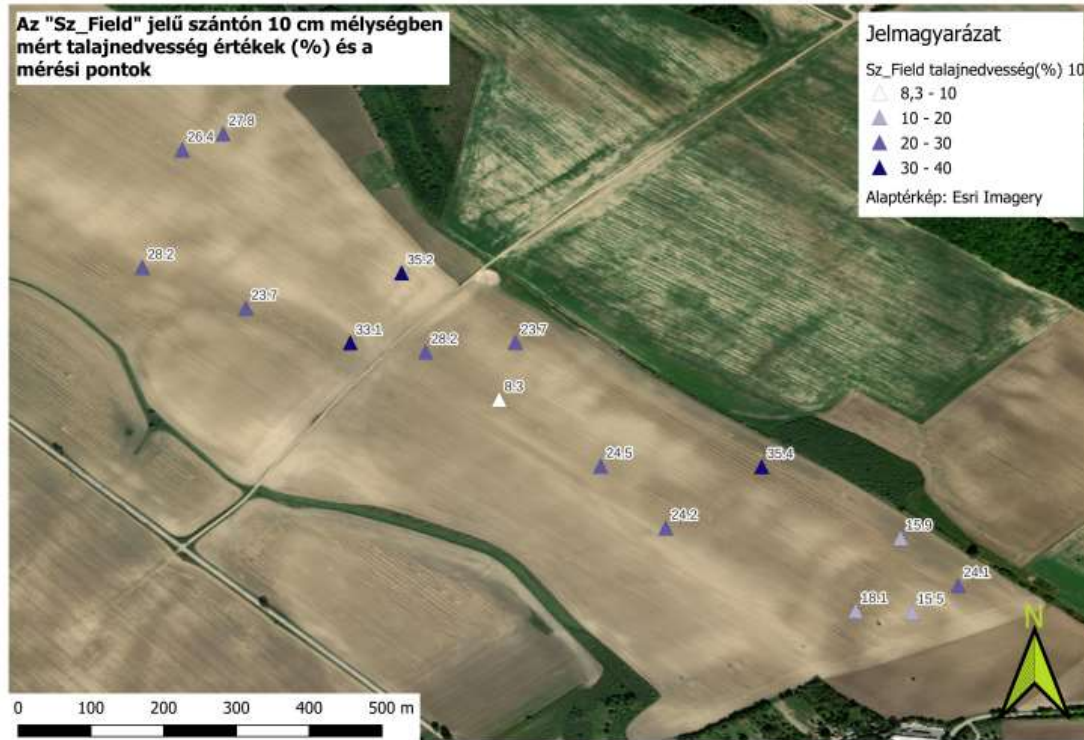 Az "Sz_Field" jelű szántón 10 cm mélységben
mért talajnedvesség értékek (%) és a
mérési pontok
Jelmagyarázat
Sz_Field talajnedvesség(%) 10
8,3 - 10
10 - 20
20 - 30
30 - 40
Alaptérkép: Esri Imagery
27.8
26.4
28.2
35.2
23.7
33.1
28.2
23.7
8.3
24.5
35.4
24.2
15.9
24.1
18.1
15.5
N
0 100 200 300 400 500 m